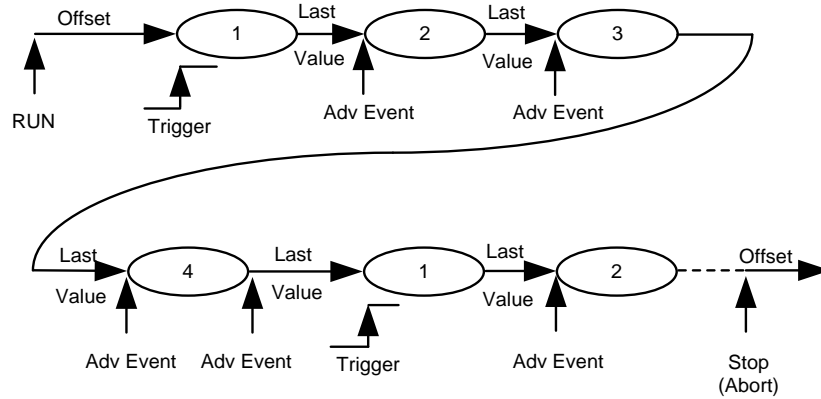 Offset
1
Last
Value
2
Last
Value
3
RUN
Trigger
Adv Event
Adv Event
Last
Value
4
Last
Value
1
Last
Value
2
Offset
Adv Event
Adv Event
Trigger
Adv Event
Stop
(Abort)